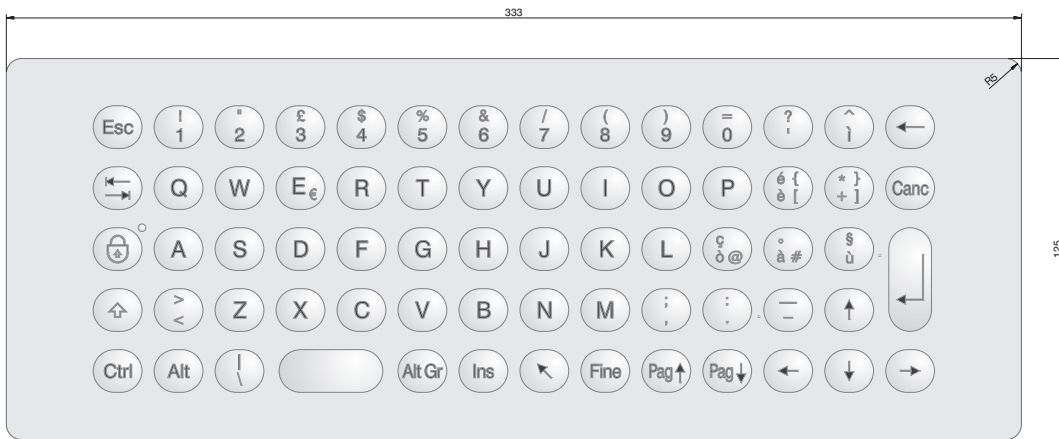 333
R5
125
! " £ $ % & / ( ) = ? ^
Esc 1 2 3 4 5 6 7 8 9 0 ' ì ←
é { * }
Q W E € R T Y U I O P è [ + ] Canc
ç ° §
A S D F G H J K L ò @ à # ù
> ; : _
< Z X C V B N M , . - ↑
|
Ctrl Alt \ Alt Gr Ins ↖ Fine Pag↑ Pag↓ ← ↓ →